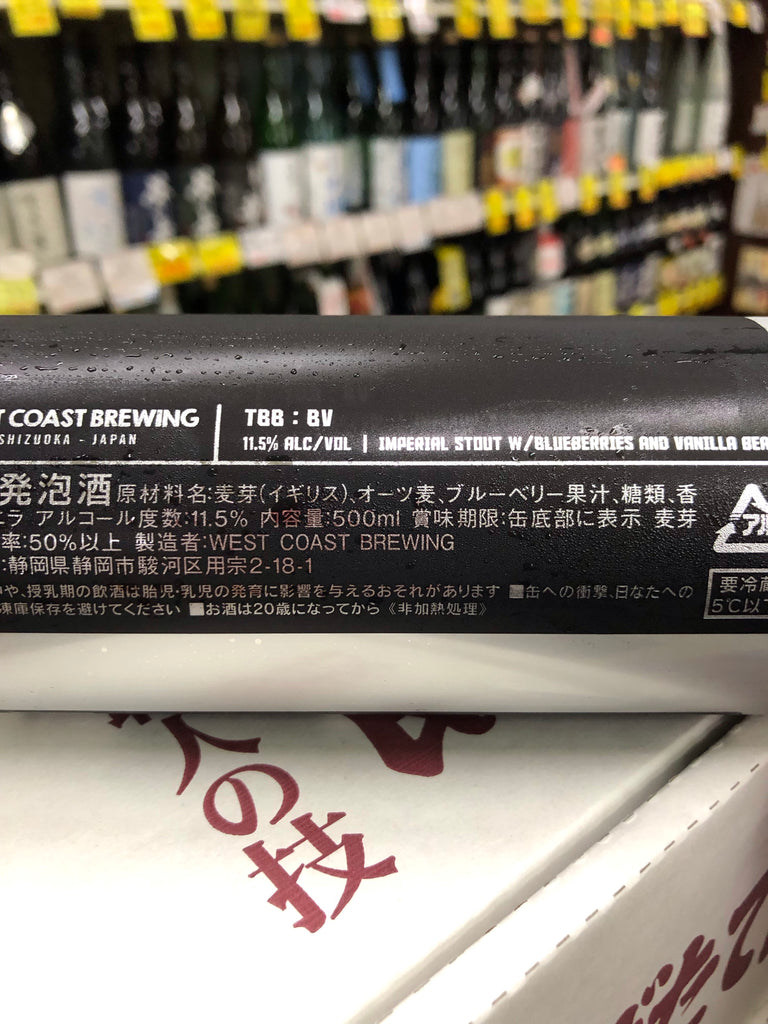 T COAST BREWING
SHIZUOKA - JAPAN
TBB : BV
11.5% ALC/VOL | IMPERIAL STOUT W/BLUEBERRIES AND VANILLA BEA
発泡酒 原材料名:麦芽(イギリス)、オーツ麦、ブルーベリー果汁、糖類、香
ニラ アルコール度数:11.5% 内容量:500ml 賞味期限:缶底部に表示 麦芽
率:50%以上 製造者:WEST COAST BREWING
:静岡県静岡市駿河区用宗2-18-1
中や、授乳期の飲酒は胎児・乳児の発育に影響を与えるおそれがあります ■缶への衝撃、日なたへの
凍庫保存を避けてください ■お酒は20歳になってから《非加熱処理》
アル
要冷蔵
5℃以下
人の技